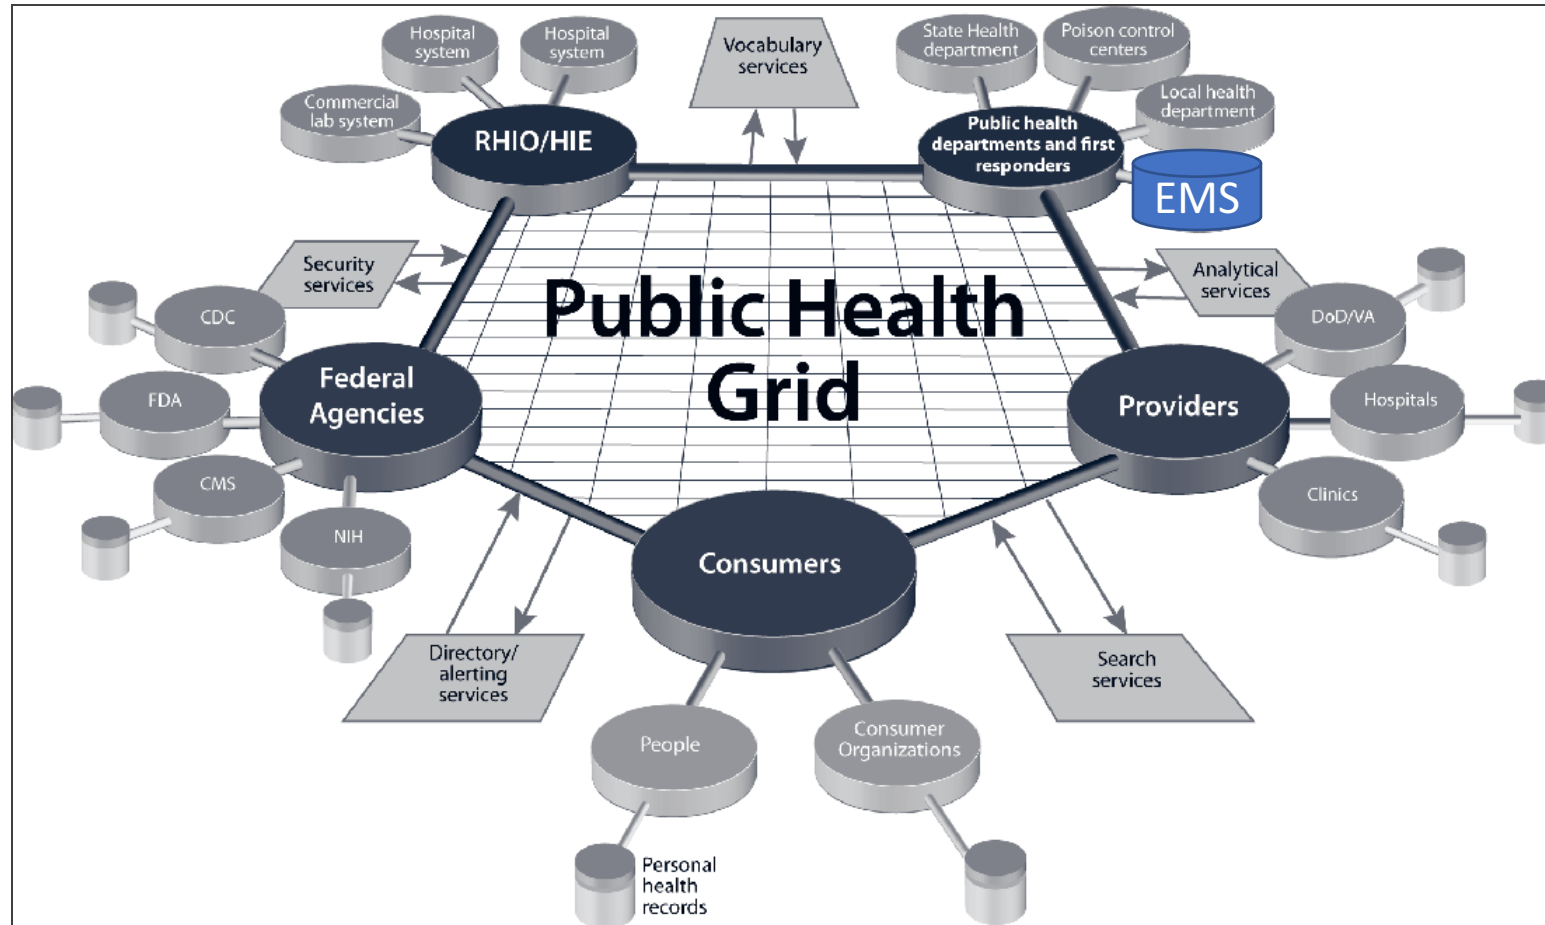 Hospital
system
Hospital
system
Commercial
lab system
RHIO/HIE
Vocabulary
services
State Health
department
Poison control
centers
Local health
department
Public health
departments and first
responders
EMS
Security
services
Analytical
services
Public Health
Grid
CDC
FDA
CMS
NIH
Federal
Agencies
DoD/VA
Hospitals
Clinics
Providers
Consumers
Directory/
alerting
services
Search
services
People
Consumer
Organizations
Personal
health
records